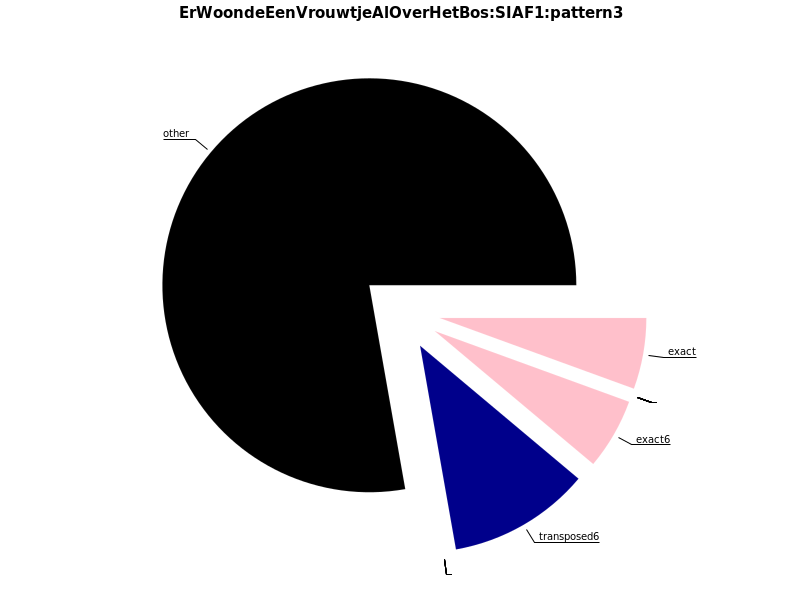 ErWoondeEenVrouwtjeAlOverHetBos:SIAF1:pattern3
other
exact
exact6
transposed6